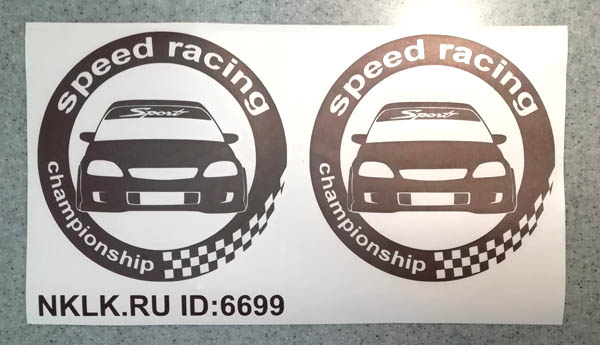 speed racing
Sport
championship
speed racing
Sport
championship
NKLK.RU ID:6699